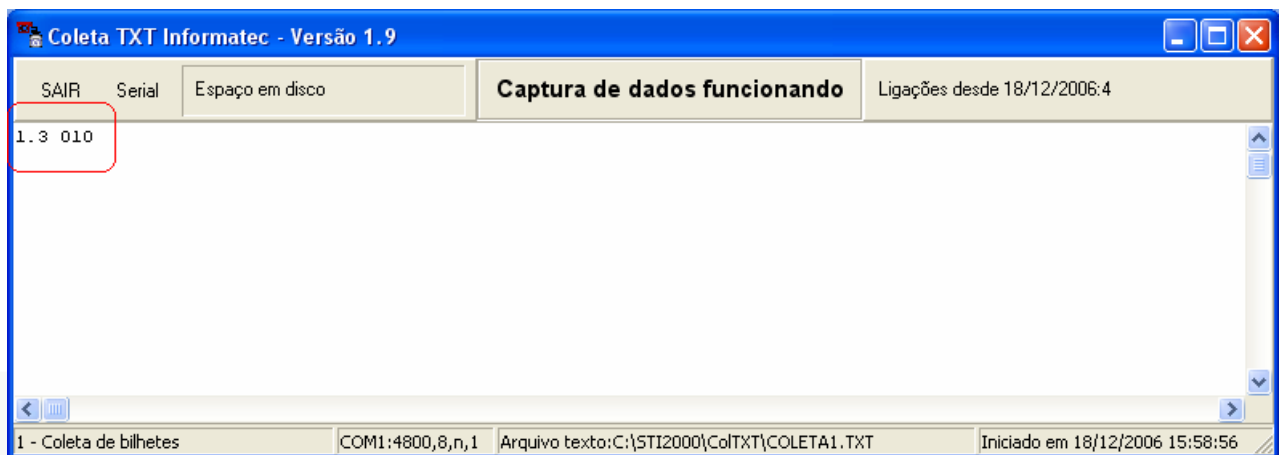 Coleta TXT Informatec - Versão 1.9
SAIR Serial Espaço em disco Captura de dados funcionando Ligações desde 18/12/2006:4
1.3 010
1 - Coleta de bilhetes COM1:4800,8,n,1 Arquivo texto:C:\STI2000\ColTXT\COLETA1.TXT Iniciado em 18/12/2006 15:58:56